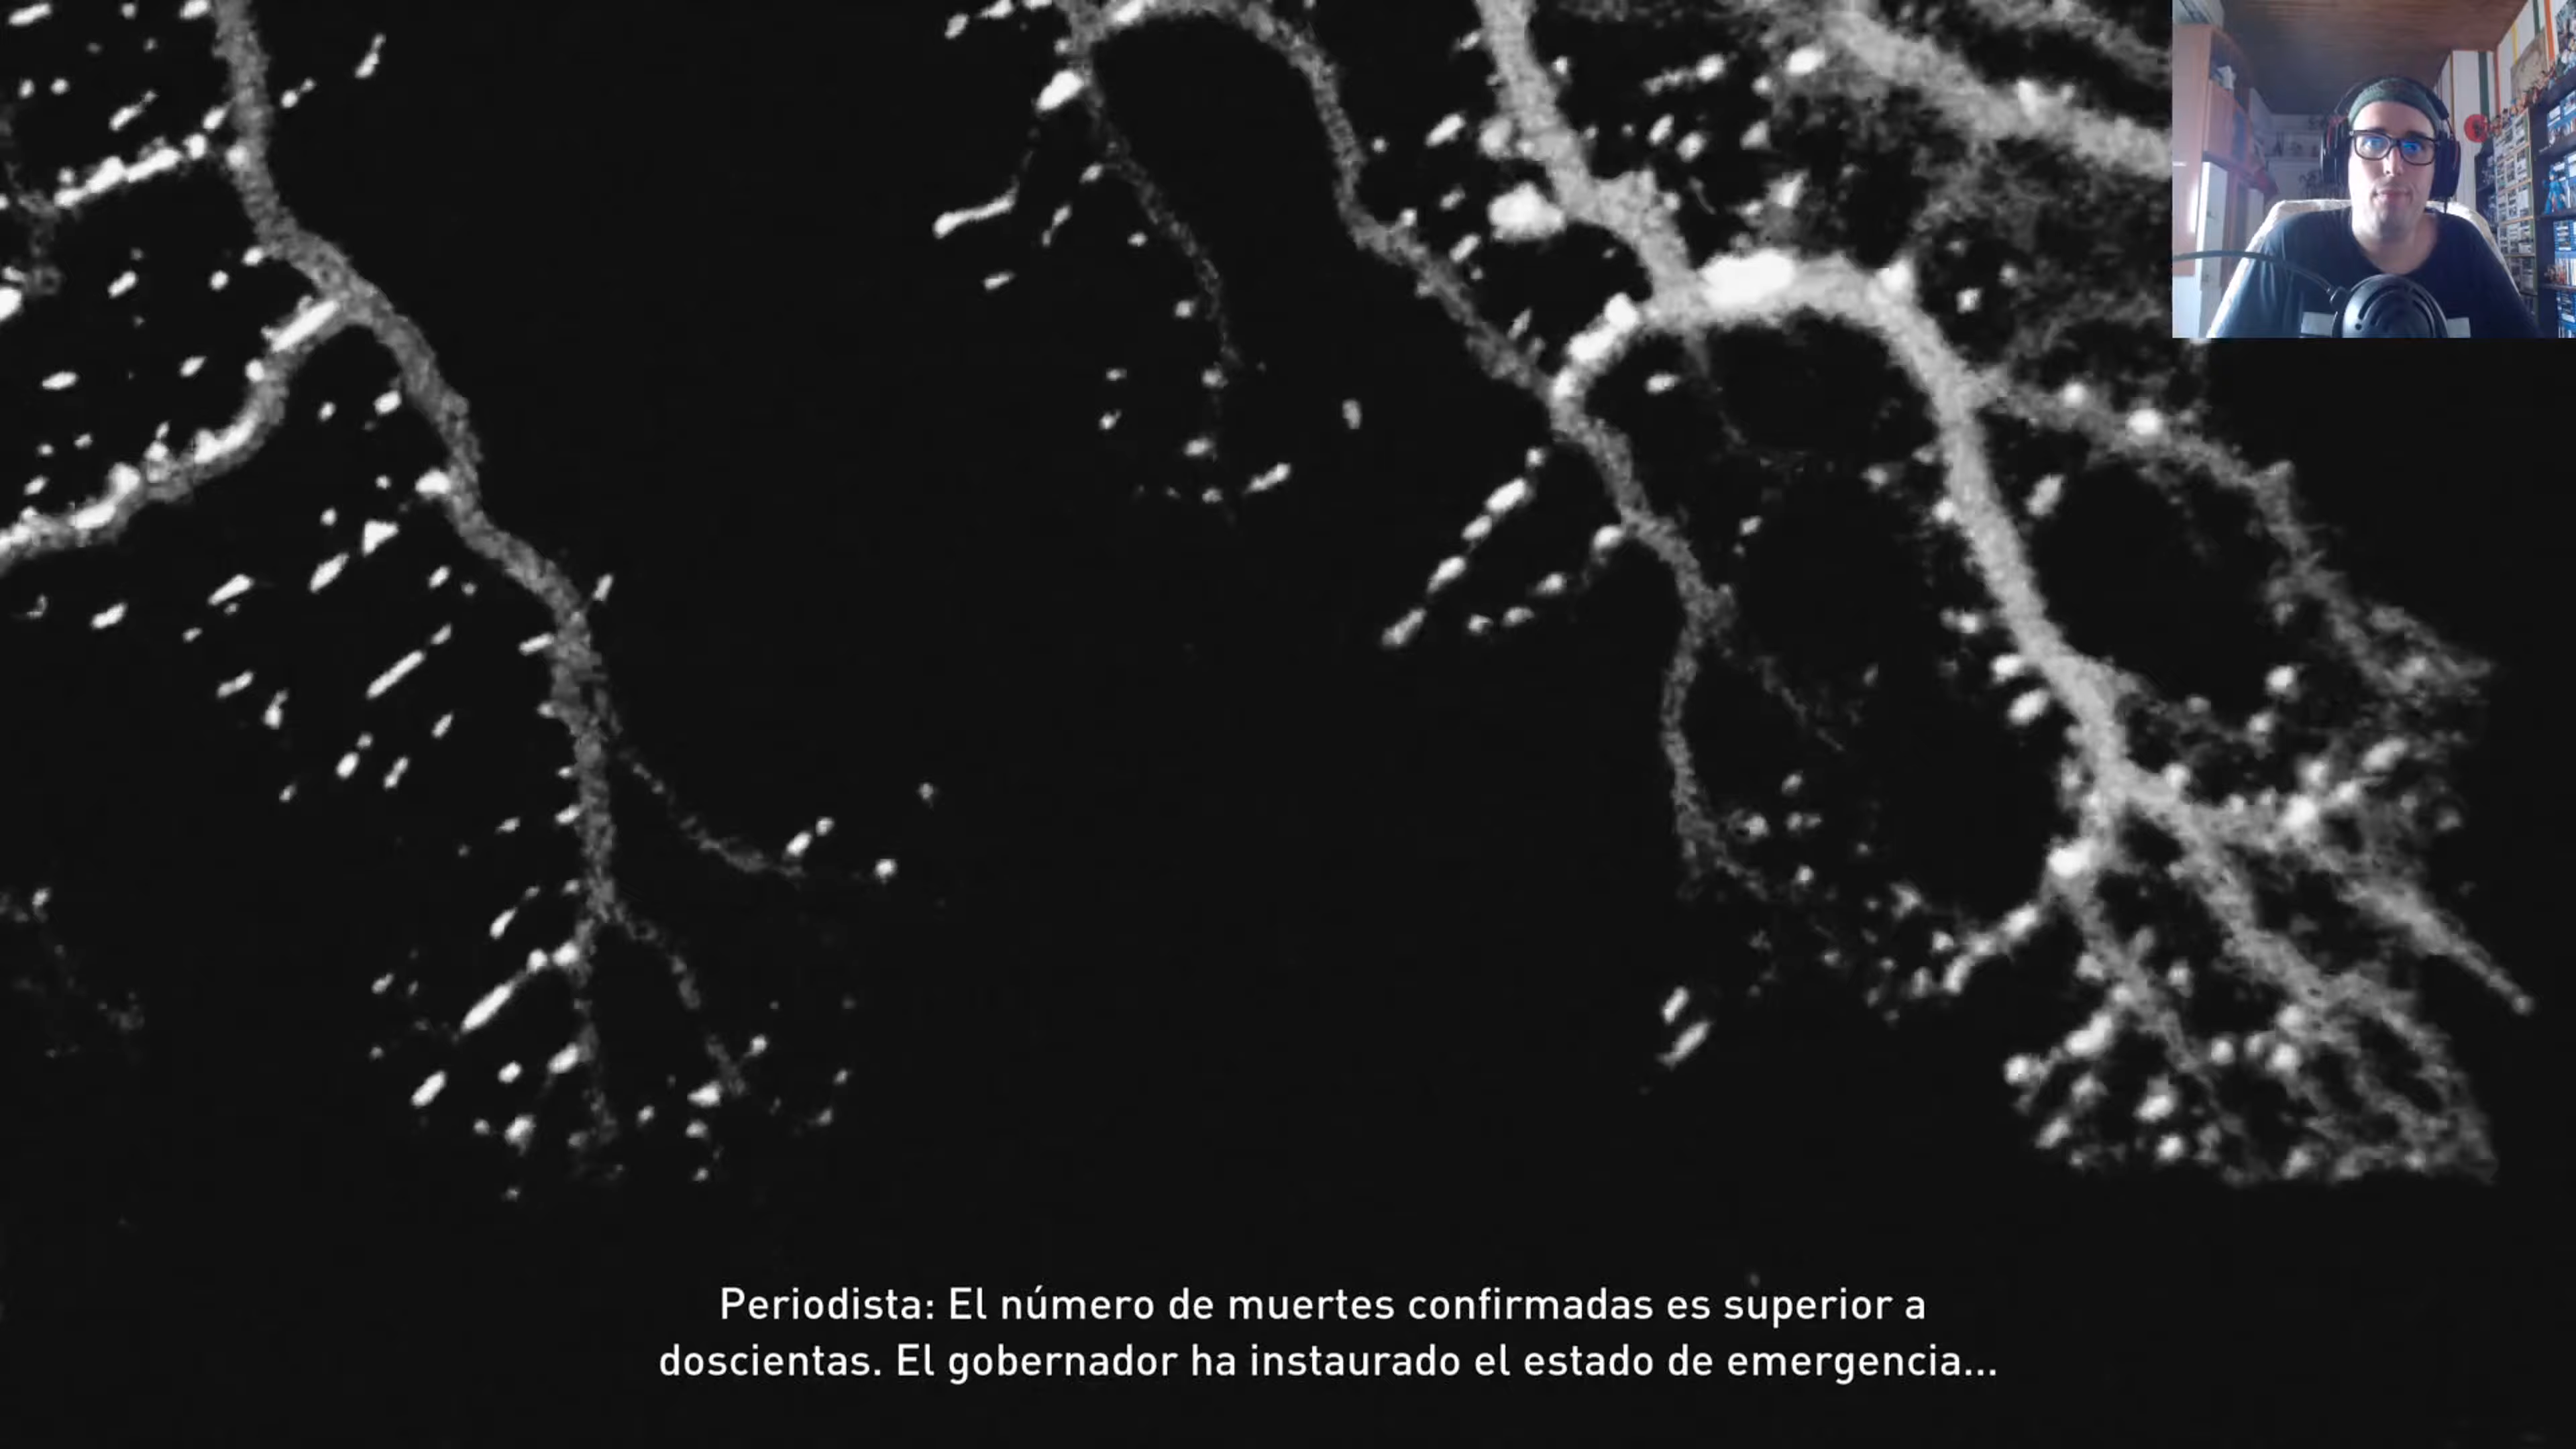 Periodista: El número de muertes confirmadas es superior a
doscientas. El gobernador ha instaurado el estado de emergencia...